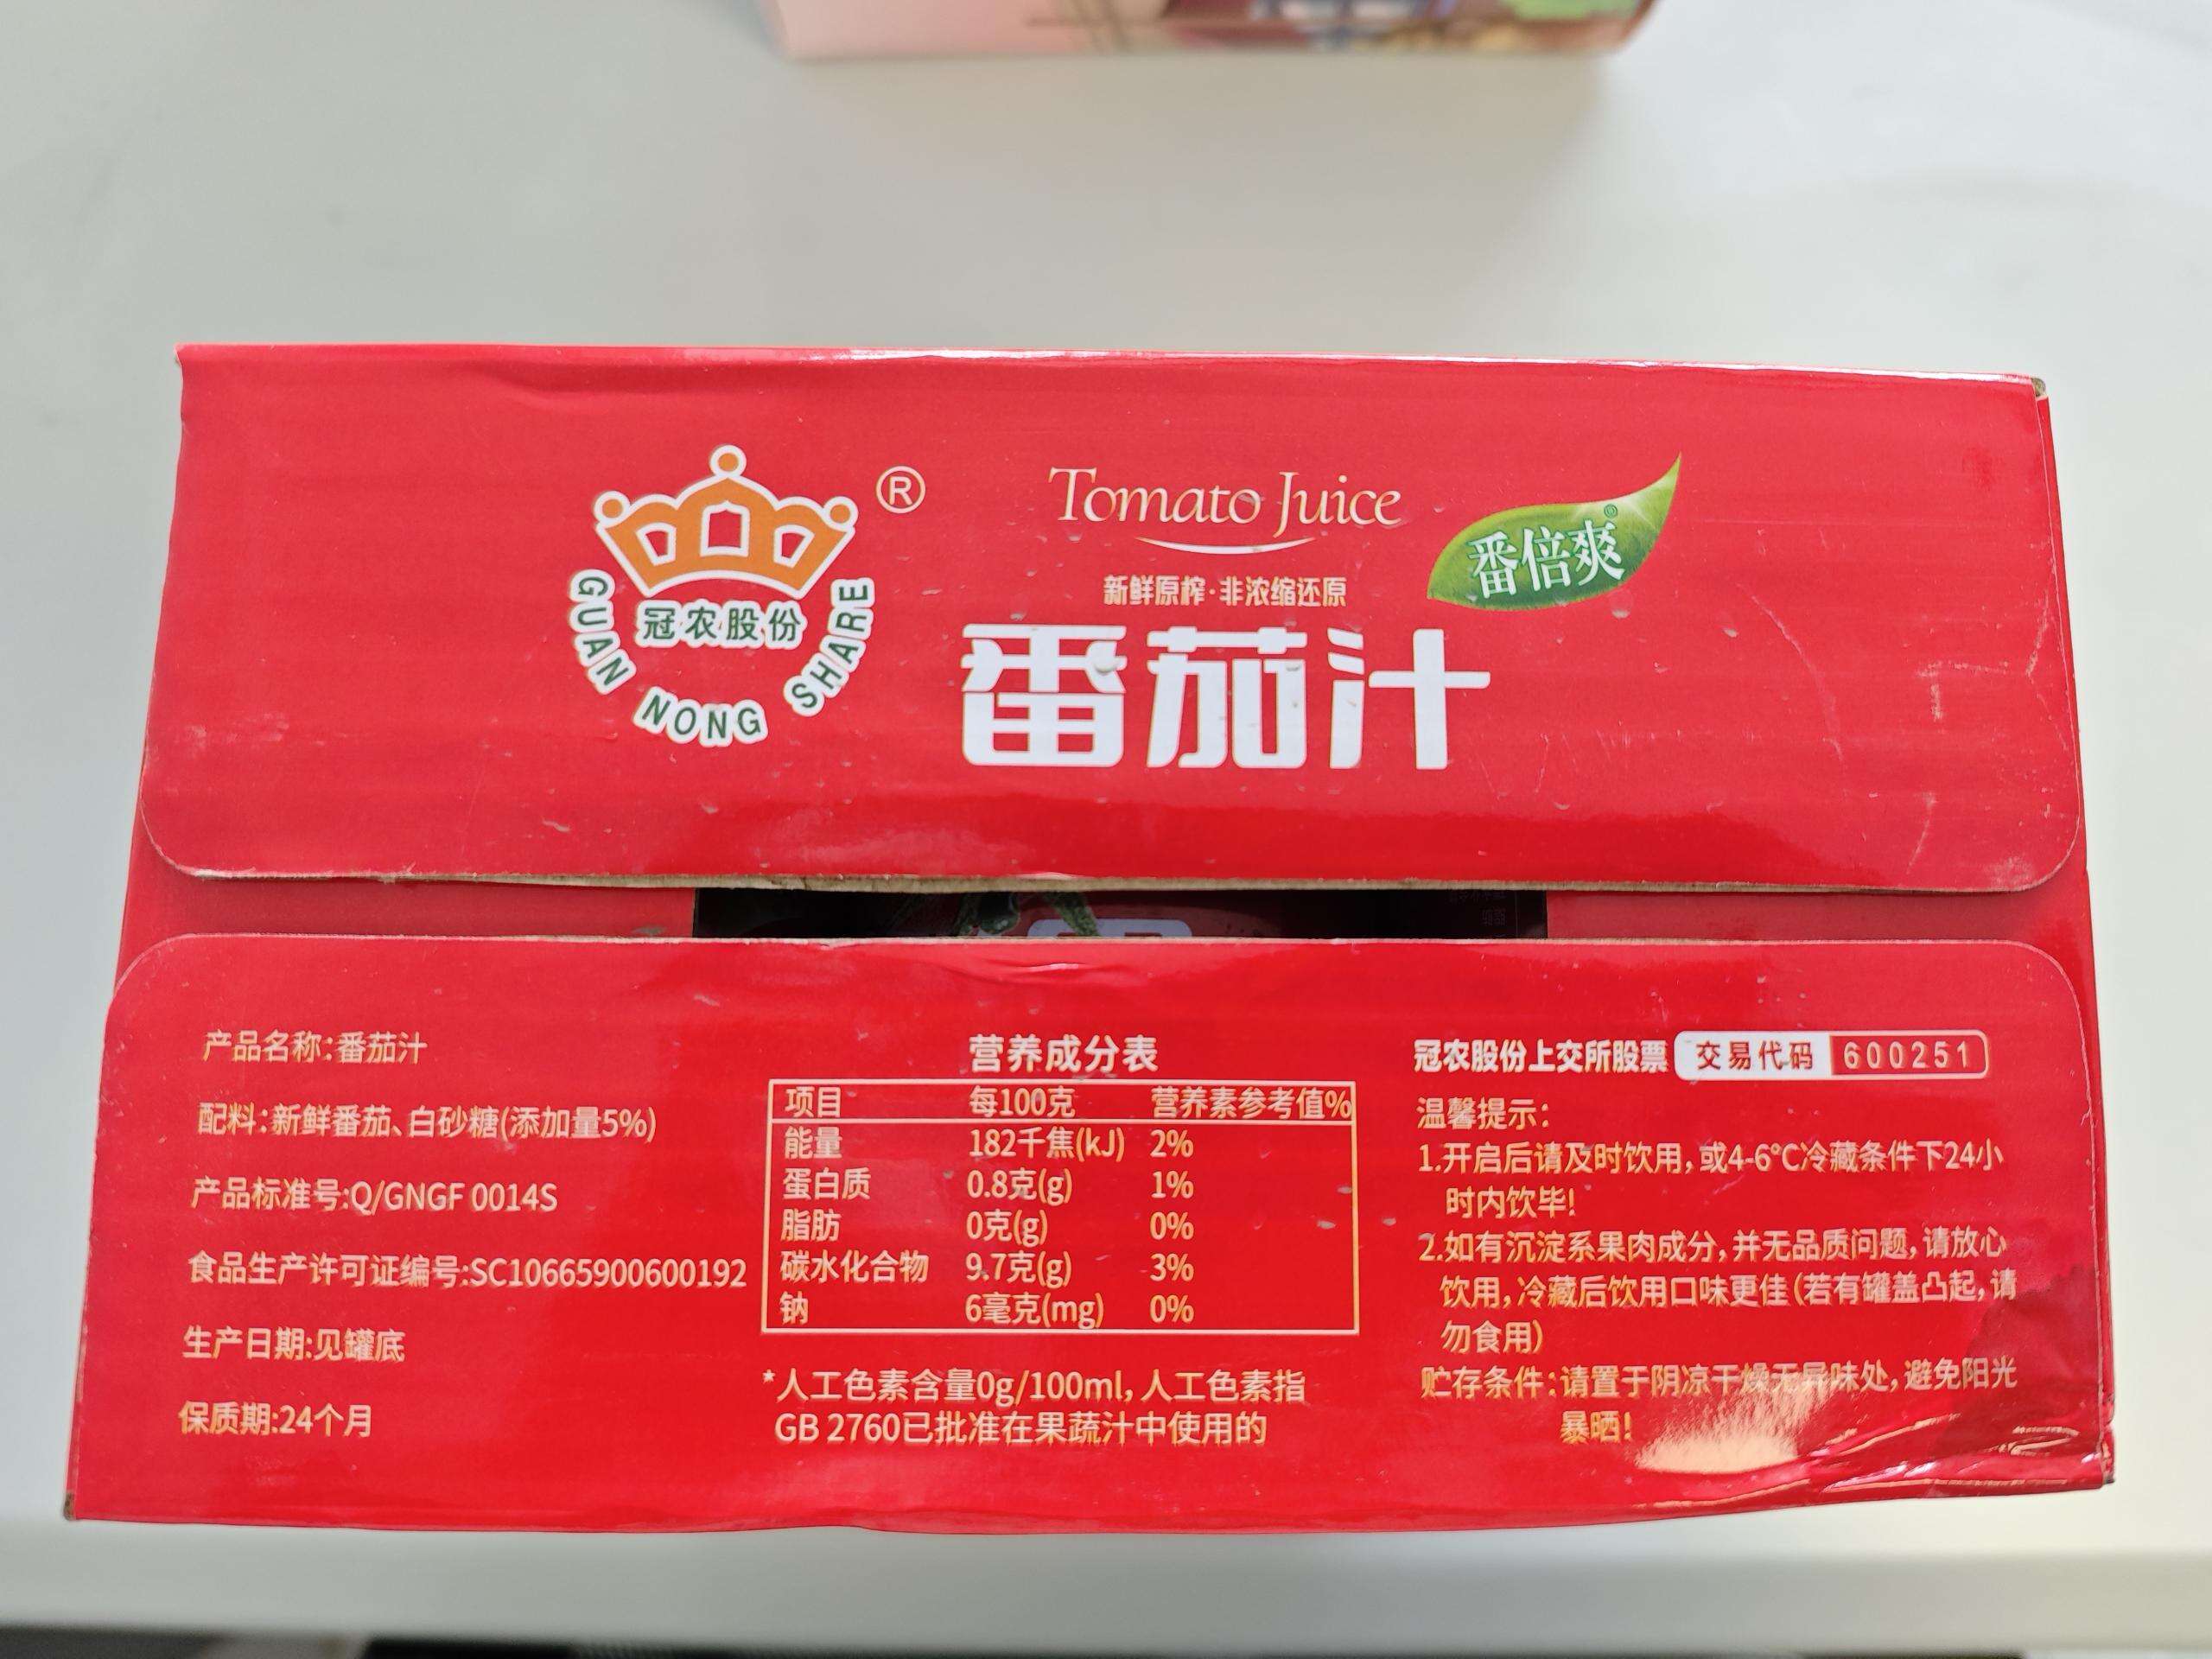 ®
冠农股份
GUAN NONG SHARE
Tomato Juice
番倍爽®
新鲜原榨·非浓缩还原
番茄汁
产品名称:番茄汁
配料:新鲜番茄、白砂糖(添加量5%)
产品标准号:Q/GNGF 0014S
食品生产许可证编号:SC10665900600192
生产日期:见罐底
保质期:24个月
营养成分表
项目 每100克 营养素参考值%
能量 182千焦(kJ) 2%
蛋白质 0.8克(g) 1%
脂肪 0克(g) 0%
碳水化合物 9.7克(g) 3%
钠 6毫克(mg) 0%
*人工色素含量0g/100ml,人工色素指
GB 2760已批准在果蔬汁中使用的
冠农股份上交所股票 交易代码 600251
温馨提示:
1.开启后请及时饮用,或4-6℃冷藏条件下24小
时内饮毕!
2.如有沉淀系果肉成分,并无品质问题,请放心
饮用,冷藏后饮用口味更佳(若有罐盖凸起,请
勿食用)
贮存条件:请置于阴凉干燥无异味处,避免阳光
暴晒!